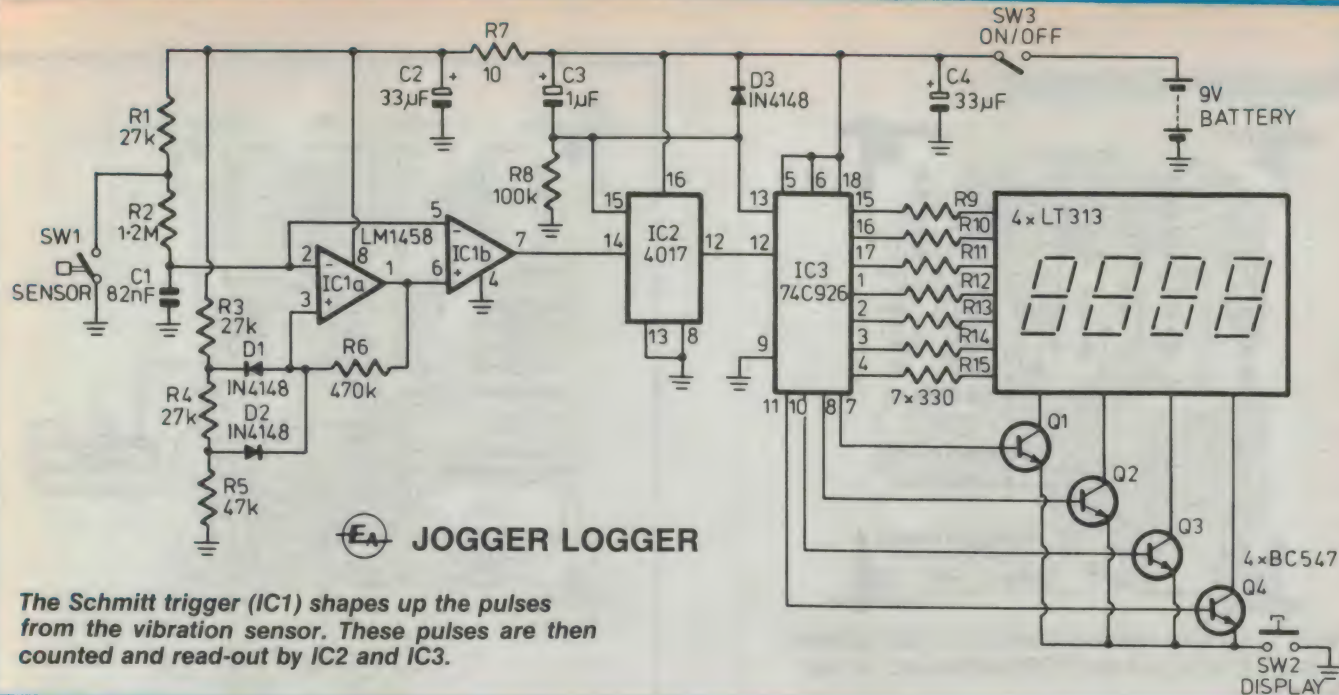 SW3
ON/OFF
R7
10
C2
33µF
C3
1µF
D3
IN4148
C4
33µF
9V
BATTERY
R1
27k
R8
100k
16
5 6 18
15
13
15
R9
4×LT313
R2
1·2M
LM1458
5
IC1b
7
14
IC2
4017
12
12
IC3
74C926
16
R10
17
R11
1
R12
2
R13
3
R14
4
R15
7×330
SW1
SENSOR
C1
82nF
2
8
IC1a
1
6
4
3
13 8
9
R3
27k
D1
IN4148
R6
470k
R4
27k
D2
IN4148
11 10 8 7
Q1
Q2
R5
47k
EA JOGGER LOGGER
Q3
4×BC547
Q4
The Schmitt trigger (IC1) shapes up the pulses
from the vibration sensor. These pulses are then
counted and read-out by IC2 and IC3.
SW2
DISPLAY